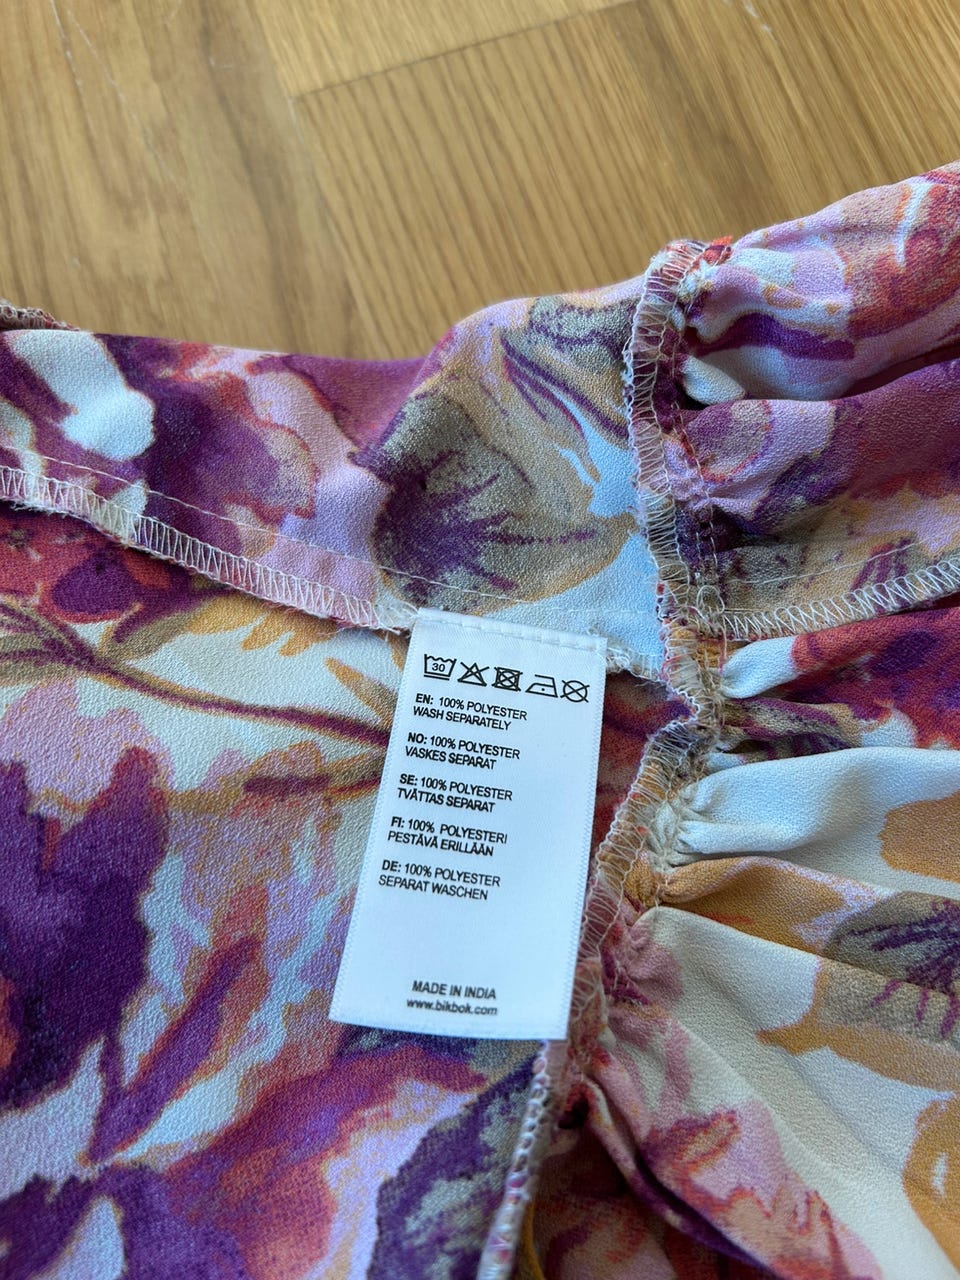 30
EN: 100% POLYESTER
WASH SEPARATELY
NO: 100% POLYESTER
VASKES SEPARAT
SE: 100% POLYESTER
TVÄTTAS SEPARAT
FI: 100% POLYESTERI
PESTÄVÄ ERILLÄÄN
DE: 100% POLYESTER
SEPARAT WASCHEN
MADE IN INDIA
www.bikbok.com